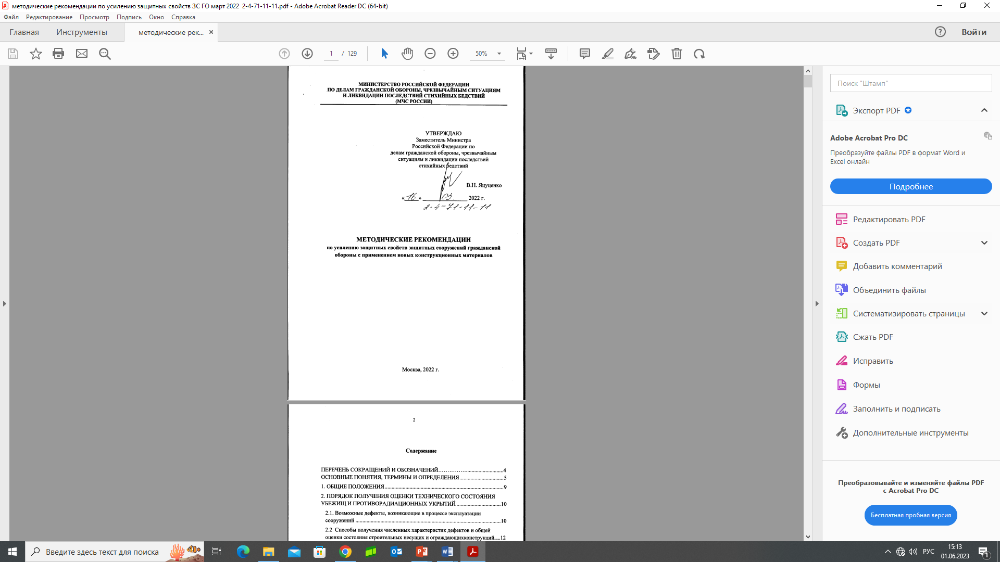 методические рекомендации по усилению защитных свойств ЗС ГО март 2022 2-4-71-11-11.pdf - Adobe Acrobat Reader DC (64-bit)
Файл Редактирование Просмотр Подпись Окно Справка
Главная Инструменты методические рек... Войти
1 / 129 50%
МИНИСТЕРСТВО РОССИЙСКОЙ ФЕДЕРАЦИИ
ПО ДЕЛАМ ГРАЖДАНСКОЙ ОБОРОНЫ, ЧРЕЗВЫЧАЙНЫМ СИТУАЦИЯМ
И ЛИКВИДАЦИИ ПОСЛЕДСТВИЙ СТИХИЙНЫХ БЕДСТВИЙ
(МЧС РОССИИ)
УТВЕРЖДАЮ
Заместитель Министра
Российской Федерации по
делам гражданской обороны, чрезвычайным
ситуациям и ликвидации последствий
стихийных бедствий
В.Н. Яцуценко
«16» 03. 2022 г.
2-4-71-11-11
МЕТОДИЧЕСКИЕ РЕКОМЕНДАЦИИ
по усилению защитных свойств защитных сооружений гражданской
обороны с применением новых конструкционных материалов
Москва, 2022 г.
2
Содержание
ПЕРЕЧЕНЬ СОКРАЩЕНИЙ И ОБОЗНАЧЕНИЙ...............4
ОСНОВНЫЕ ПОНЯТИЯ, ТЕРМИНЫ И ОПРЕДЕЛЕНИЯ...............5
1. ОБЩИЕ ПОЛОЖЕНИЯ...............9
2. ПОРЯДОК ПОЛУЧЕНИЯ ОЦЕНКИ ТЕХНИЧЕСКОГО СОСТОЯНИЯ
УБЕЖИЩ И ПРОТИВОРАДИАЦИОННЫХ УКРЫТИЙ...............10
2.1. Возможные дефекты, возникающие в процессе эксплуатации
сооружений...............10
2.2 Способы получения численных характеристик дефектов и общей
оценки состояния строительных несущих и ограждающихконструкций.....12
Поиск "Штамп"
Экспорт PDF
Adobe Acrobat Pro DC
Преобразуйте файлы PDF в формат Word и
Excel онлайн
Подробнее
Редактировать PDF
Создать PDF
Добавить комментарий
Объединить файлы
Систематизировать страницы
Сжать PDF
Исправить
Формы
Заполнить и подписать
Дополнительные инструменты
Преобразовывайте и изменяйте файлы PDF
с Acrobat Pro DC
Бесплатная пробная версия
Введите здесь текст для поиска
РУС
15:13
01.06.2023
1